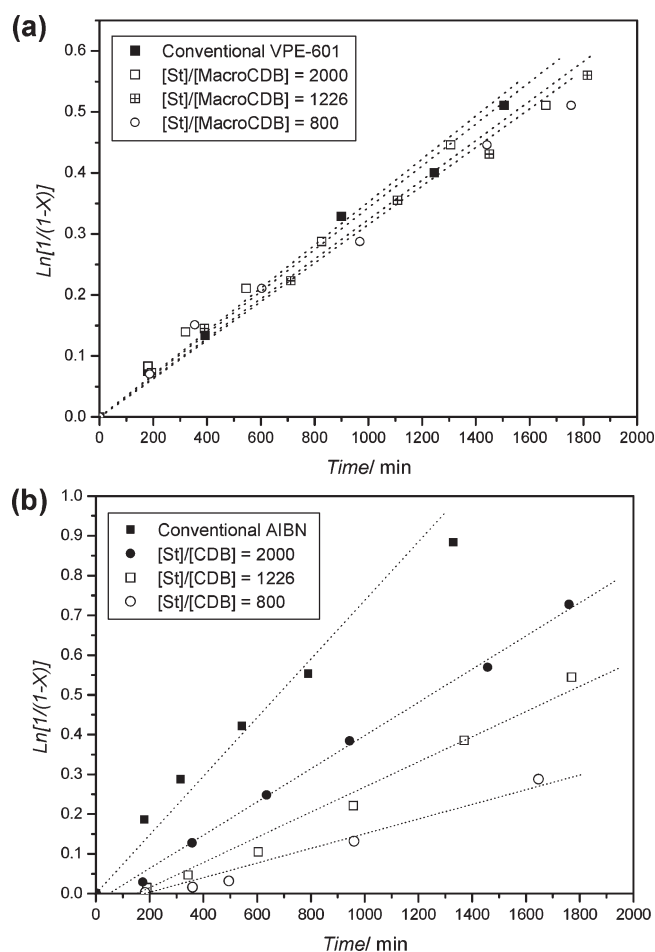 (a)
0.6
0.5
0.4
0.3
0.2
0.1
0.0
Ln[1/(1-X)]
Conventional VPE-601
[St]/[MacroCDB] = 2000
[St]/[MacroCDB] = 1226
[St]/[MacroCDB] = 800
0 200 400 600 800 1000 1200 1400 1600 1800 2000
Time/ min
(b)
1.0
0.9
0.8
0.7
0.6
0.5
0.4
0.3
0.2
0.1
0.0
Ln[1/(1-X)]
Conventional AIBN
[St]/[CDB] = 2000
[St]/[CDB] = 1226
[St]/[CDB] = 800
0 200 400 600 800 1000 1200 1400 1600 1800 2000
Time/ min